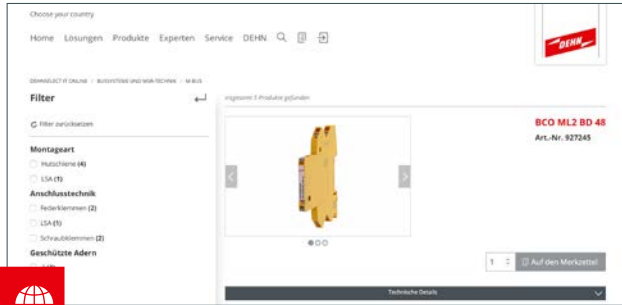 Choose your country
Home Lösungen Produkte Experten Service DEHN
DEHN
DEHNSELECT IT ONLINE / BUSSYSTEME UND MSR-TECHNIK / M-BUS
Filter
insgesamt 5 Produkte gefunden
Filter zurücksetzen
BCO ML2 BD 48
Art.-Nr. 927245
Montageart
Hutschiene (4)
LSA (1)
Anschlusstechnik
Federklemmen (2)
LSA (1)
Schraubklemmen (2)
Geschützte Adern
1
Auf den Merkzettel
Technische Details